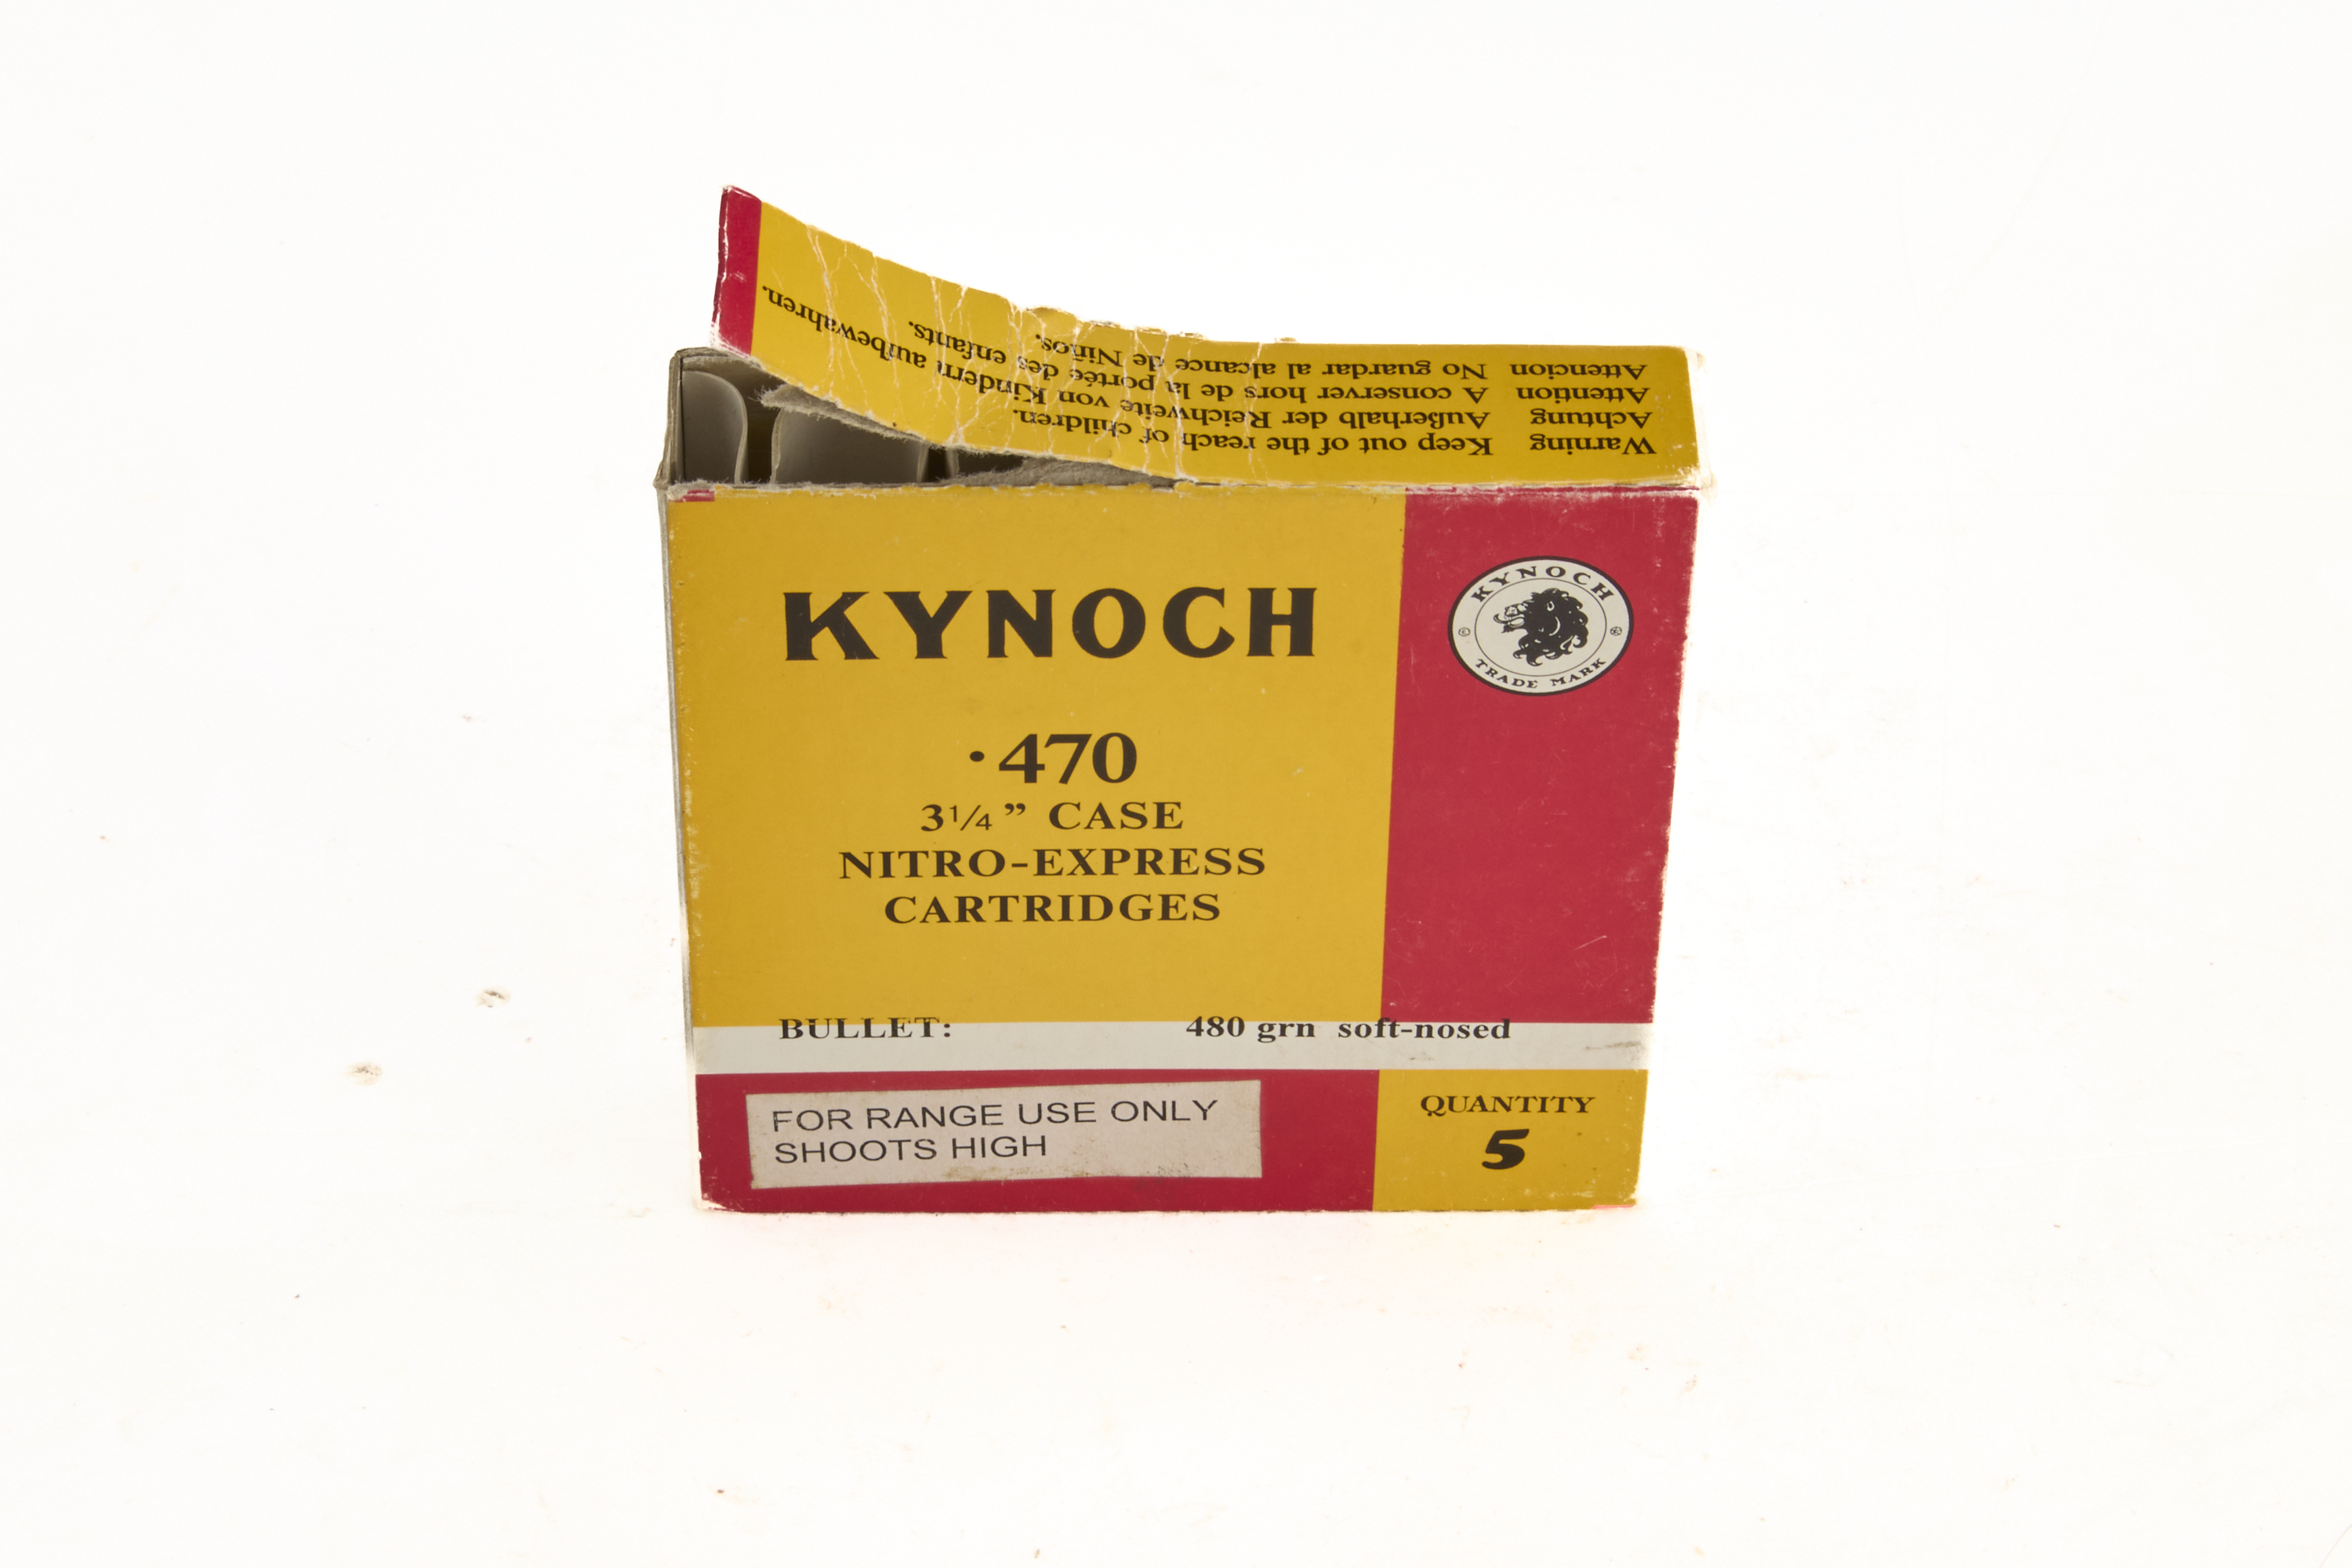 Warning Keep out of the reach of children.
Achtung Außerhalb der Reichweite von Kindern aufbewahren.
Attention A conserver hors de la portée des enfants.
Attencion No guardar al alcance de Niños.
KYNOCH
KYNOCH
TRADE MARK
·470
3 1/4 ” CASE
NITRO-EXPRESS
CARTRIDGES
BULLET: 480 grn soft-nosed
FOR RANGE USE ONLY
SHOOTS HIGH
QUANTITY
5